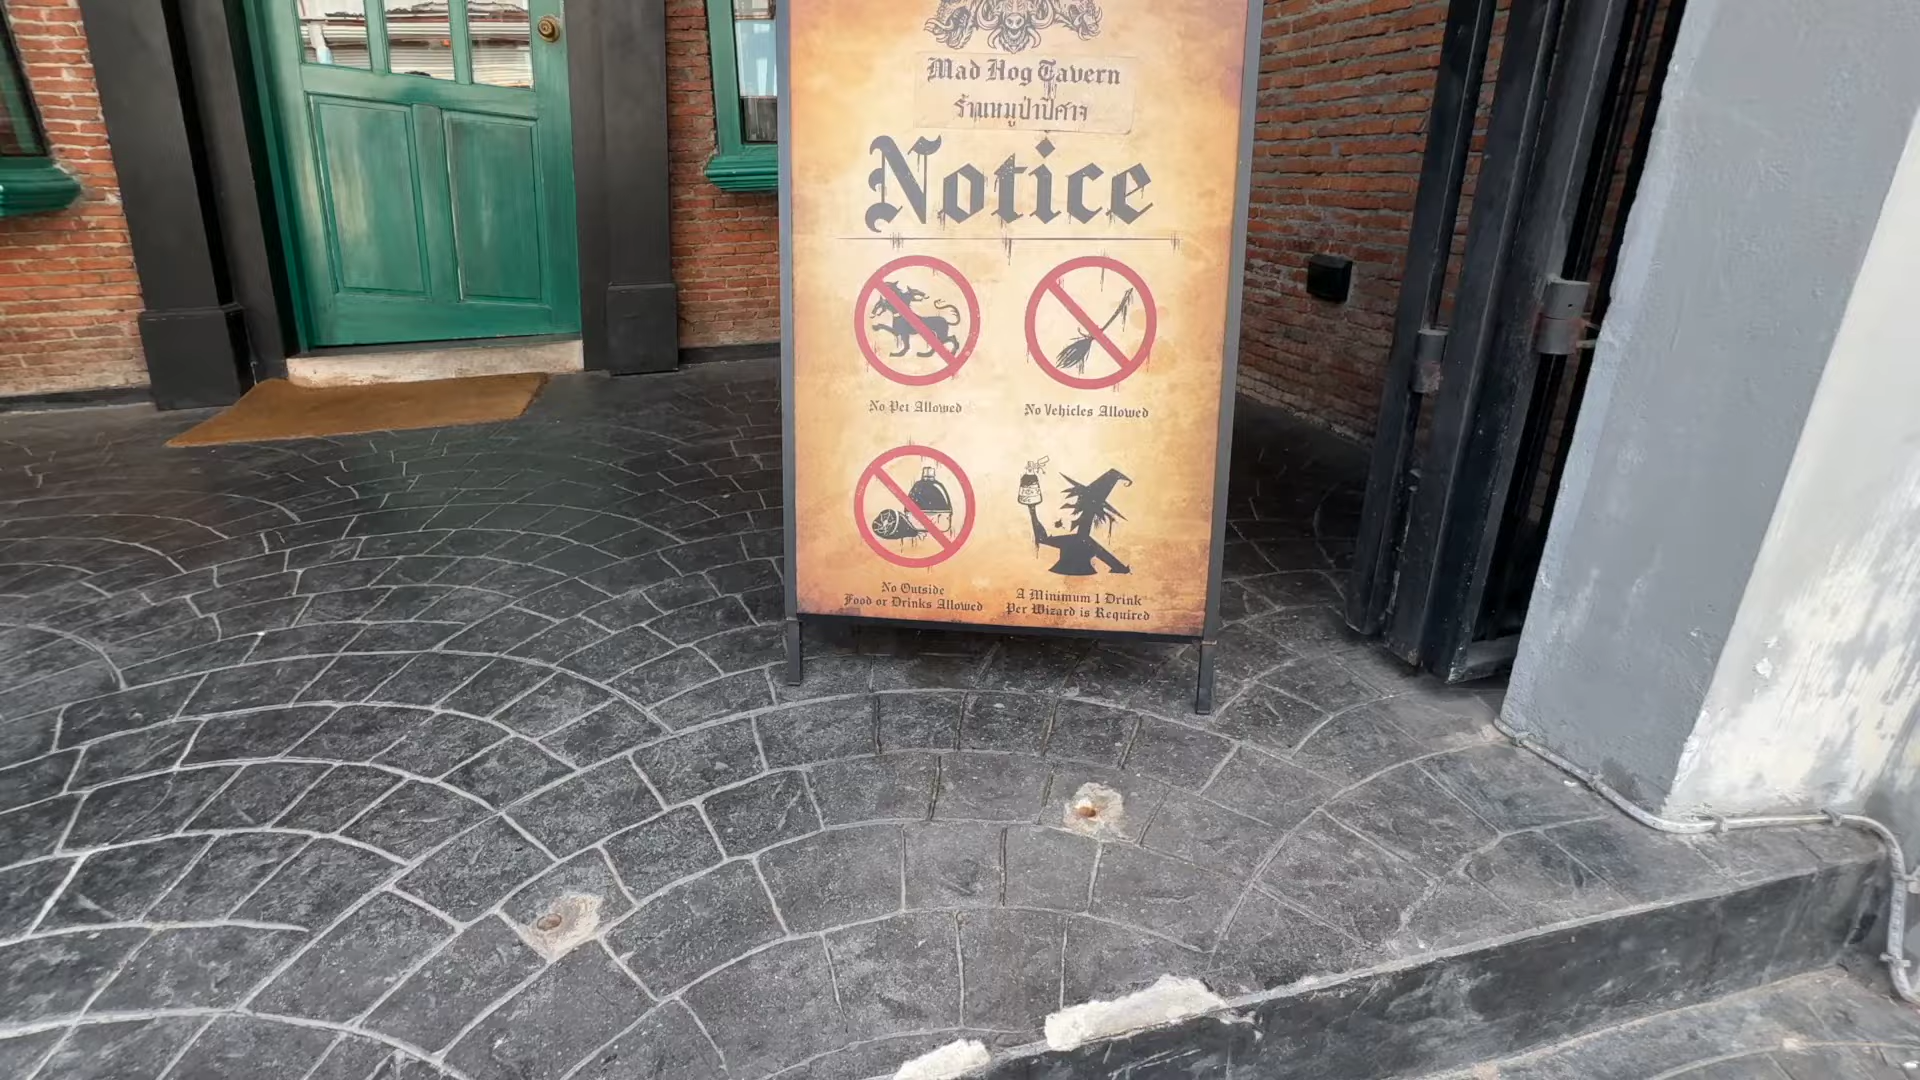 Mad Hog Tavern
ร้านหมูป่าปีศาจ
Notice
No Pet Allowed
No Vehicles Allowed
No Outside
Food or Drinks Allowed
A Minimum 1 Drink
Per Wizard is Required